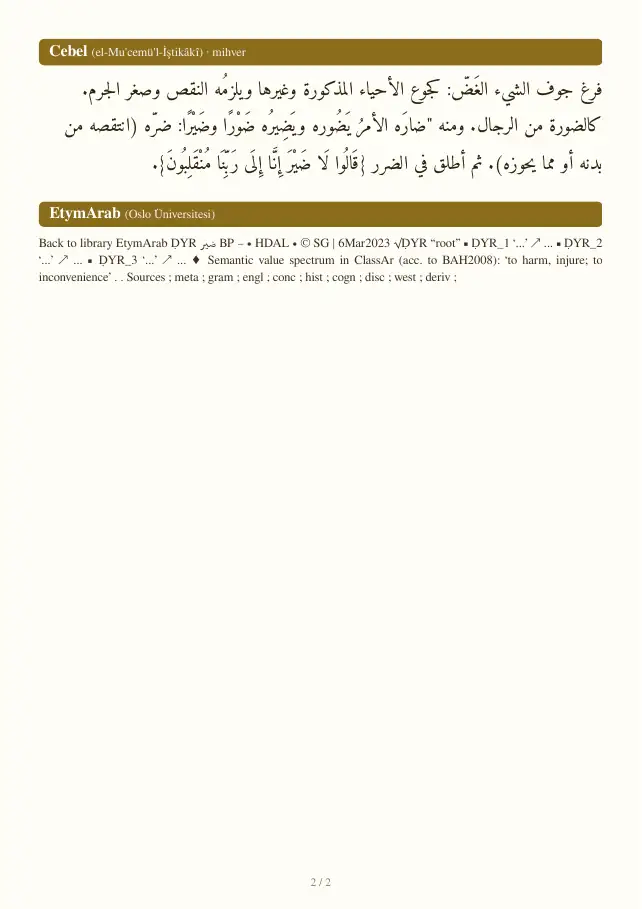 Cebel (el-Mu'cemü'l-İştikâkî) · mihver
فرغ جوف الشيء الغَضّ: كجوع الأحياء المذكورة وغيرها ويلزمُه النقص وصغر الجرم.
كالضورة من الرجال. ومنه "ضارَه الأمرُ يَضُوره ويَضِيرُه ضَوْرًا وضَيْرًا: ضرّه (انتقصه من
بدنه أو مما يحوزه). ثم أطلق في الضرر {قَالُوا لَا ضَيْرَ إِنَّا إِلَى رَبِّنَا مُنْقَلِبُونَ}.
EtymArab (Oslo Üniversitesi)
Back to library EtymArab ḌYR ضير BP – • HDAL • © SG | 6Mar2023 √ḌYR “root” ▪ ḌYR_1 ‘...’ ↗ ... ▪ ḌYR_2
‘...’ ↗ ... ▪ ḌYR_3 ‘...’ ↗ ... ♦ Semantic value spectrum in ClassAr (acc. to BAH2008): ‘to harm, injure; to
inconvenience’ . . Sources ; meta ; gram ; engl ; conc ; hist ; cogn ; disc ; west ; deriv ;
2 / 2